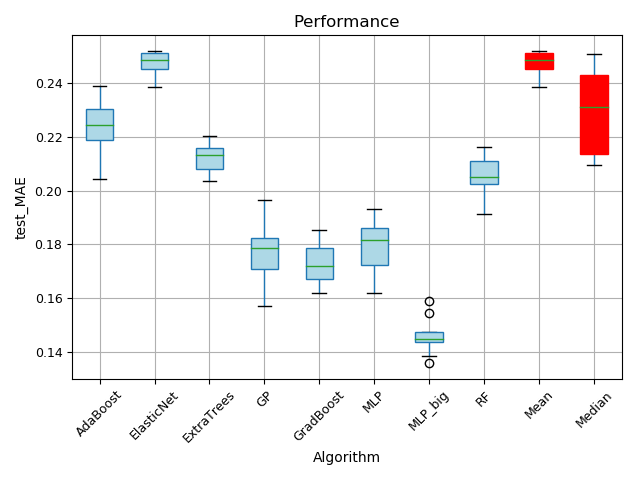 Performance
0.24
0.22
0.20
0.18
0.16
0.14
test_MAE
AdaBoost
ElasticNet
ExtraTrees
GP
GradBoost
MLP
MLP_big
RF
Mean
Median
Algorithm